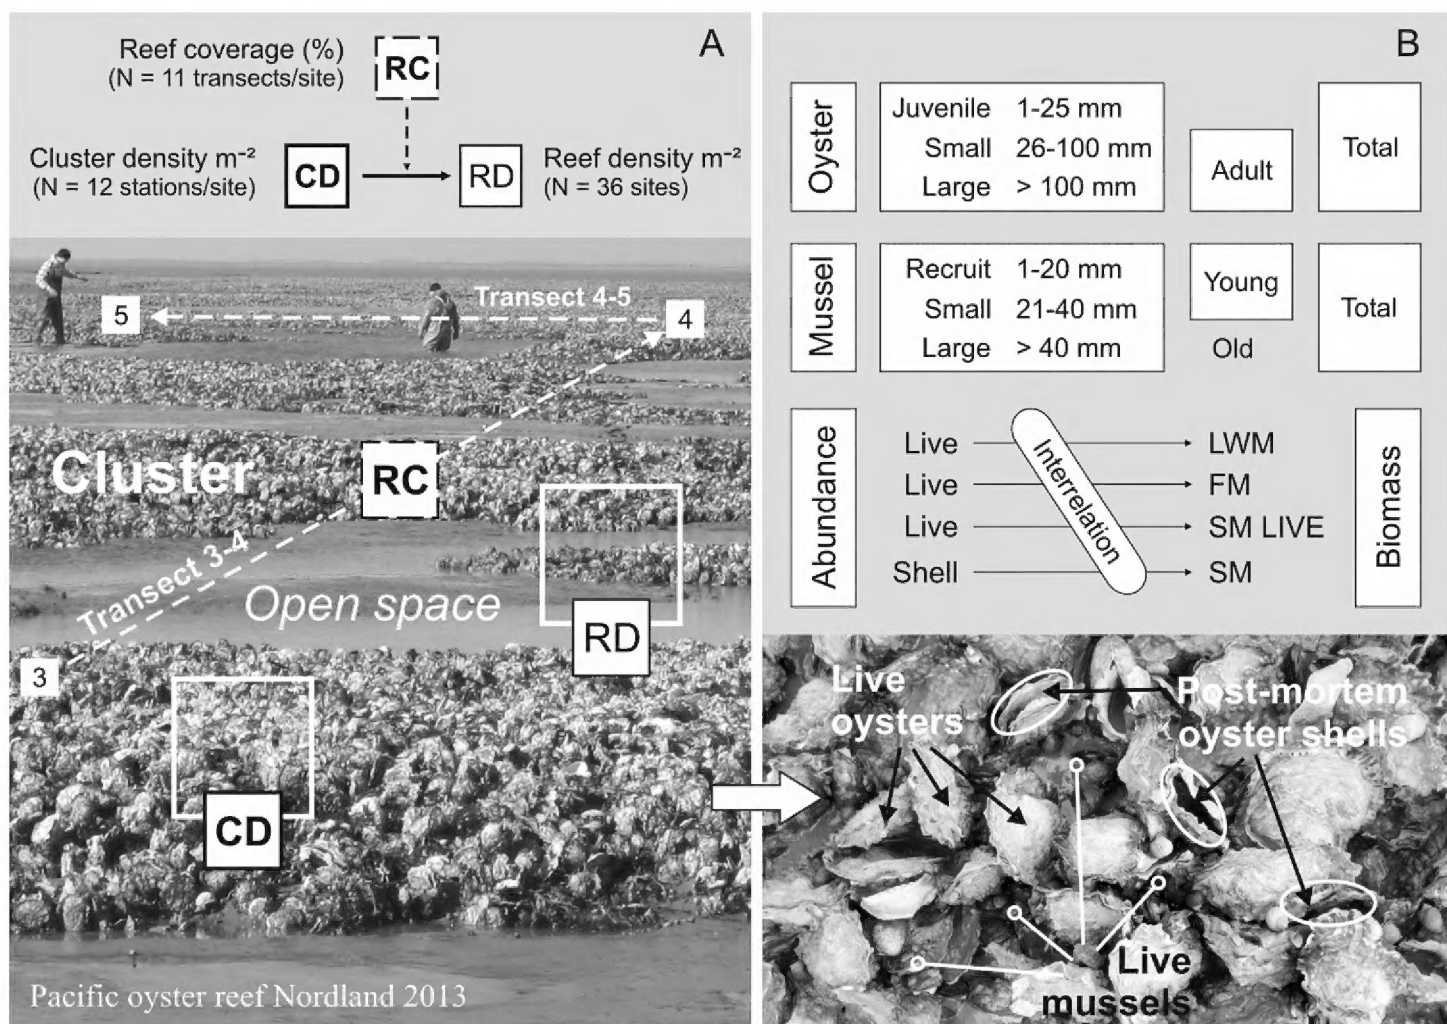 A
Reef coverage (%)
(N = 11 transects/site)
RC
Cluster density m⁻²
(N = 12 stations/site)
CD
RD
Reef density m⁻²
(N = 36 sites)
Transect 4-5
5
4
Cluster
RC
Transect 3-4
Open space
RD
3
CD
Pacific oyster reef Nordland 2013
B
Oyster
Juvenile 1-25 mm
Small 26-100 mm
Large > 100 mm
Adult
Total
Mussel
Recruit 1-20 mm
Small 21-40 mm
Large > 40 mm
Young
Old
Total
Abundance
Live
LWM
Live
FM
Live
SM LIVE
Shell
SM
Interrelation
Biomass
Live
oysters
Post-mortem
oyster shells
Live
mussels